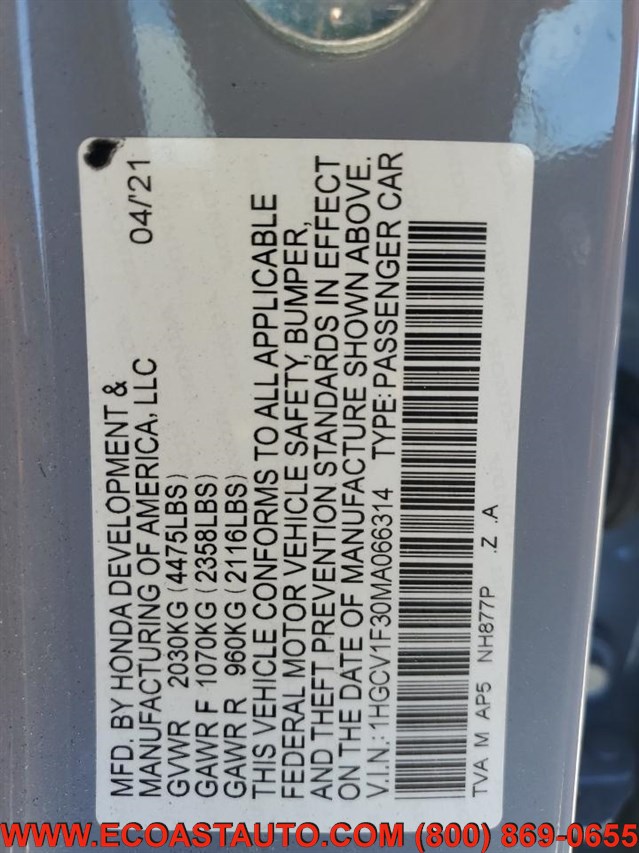 MFD. BY HONDA DEVELOPMENT &
MANUFACTURING OF AMERICA, LLC 04/'21
GVWR 2030KG (4475LBS)
GAWR F 1070KG (2358LBS)
GAWR R 960KG (2116LBS)
THIS VEHICLE CONFORMS TO ALL APPLICABLE
FEDERAL MOTOR VEHICLE SAFETY, BUMPER,
AND THEFT PREVENTION STANDARDS IN EFFECT
ON THE DATE OF MANUFACTURE SHOWN ABOVE.
V.I.N.: 1HGCV1F30MA066314 TYPE:PASSENGER CAR
TVA M AP5 NH877P .Z .A
WWW.ECOASTAUTO.COM (800) 869-0655